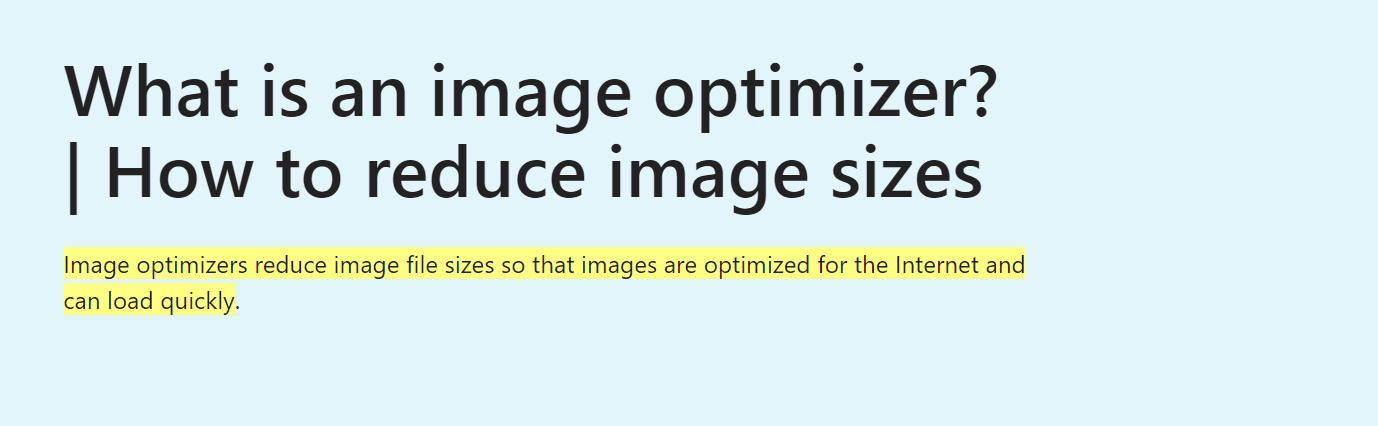 What is an image optimizer?
| How to reduce image sizes
Image optimizers reduce image file sizes so that images are optimized for the Internet and
can load quickly.